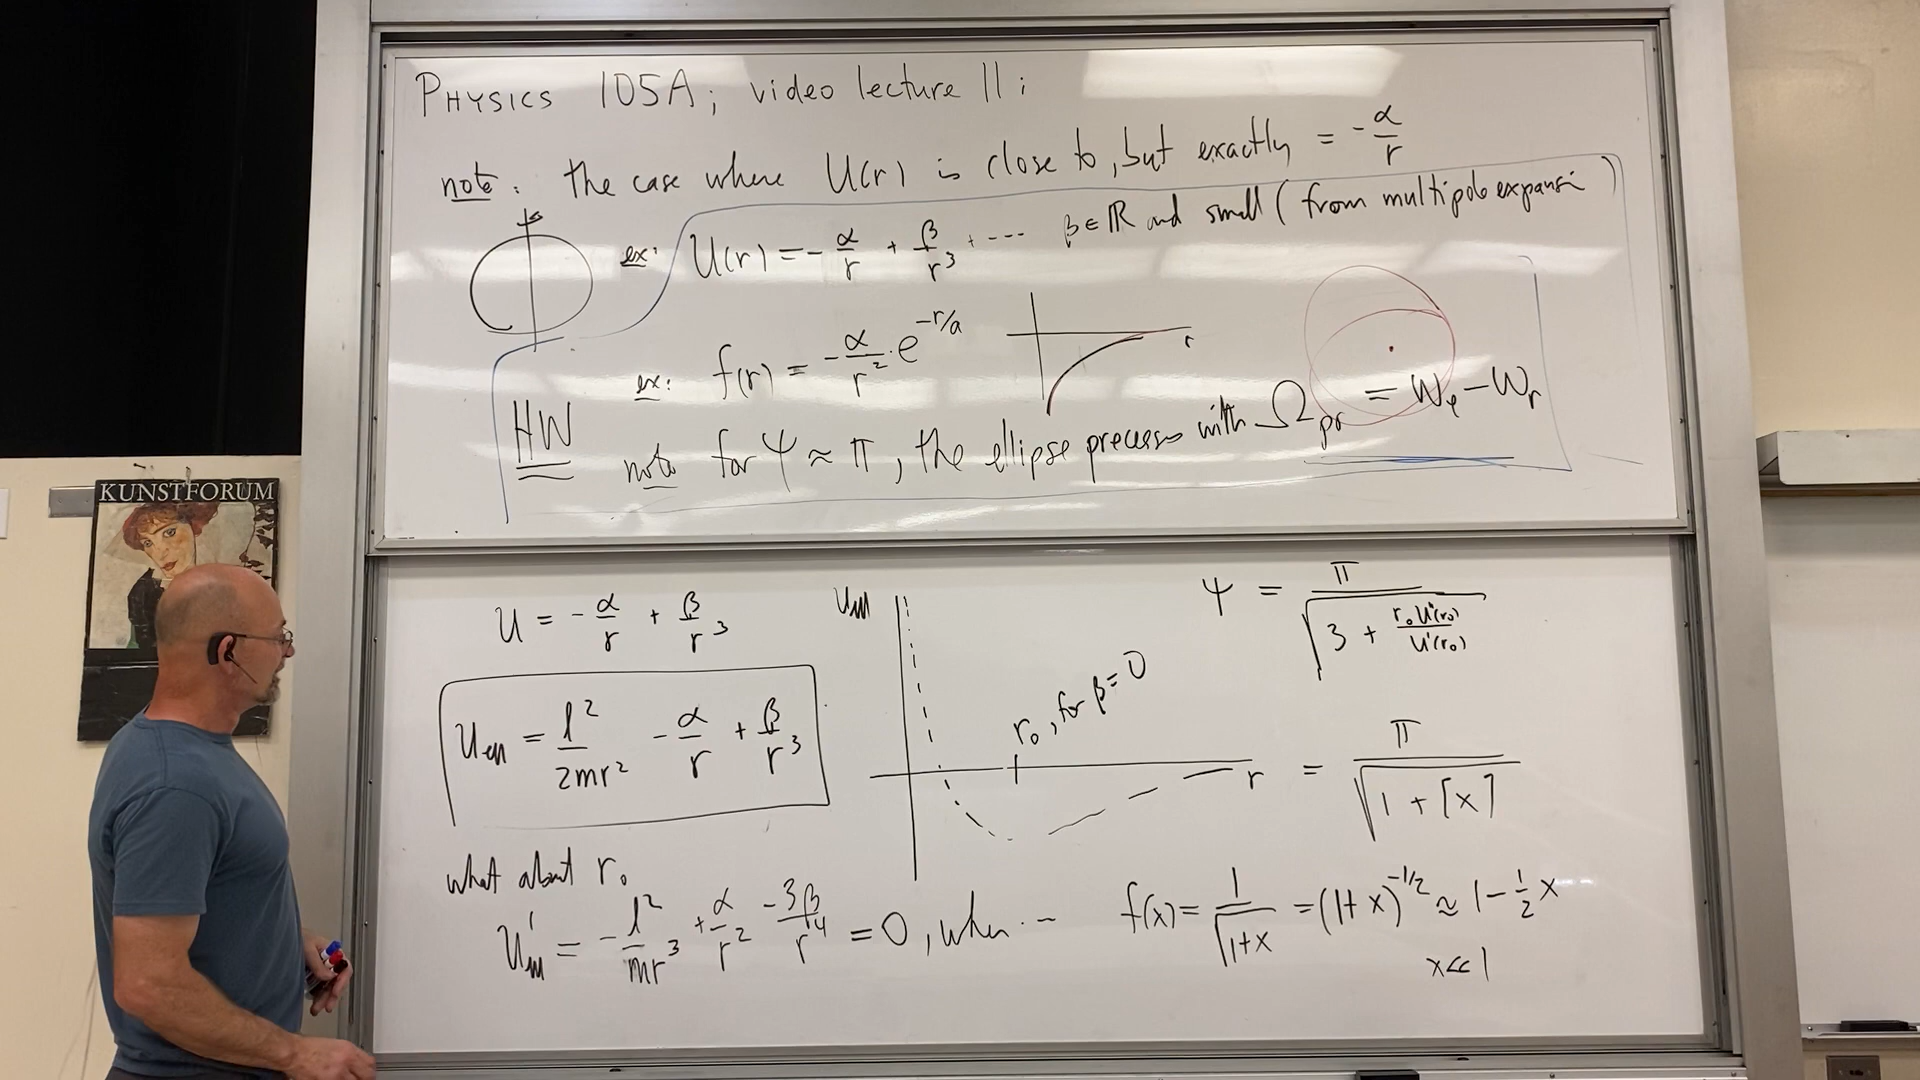 PHYSICS 105A; video lecture 11:
note: the case where U(r) is close to, but exactly = -α/r
ex: U(r) = -α/r + β/r³ + --- β∈ℝ and small (from multipole expansi )
ex: f(r) = -α/r² · e^(-r/a)
r
HW
note for ψ ≈ π, the ellipse precesses with Ω_pr = ω_φ - ω_r
KUNSTFORUM
U = -α/r + β/r³
U_eff = l²/2mr² - α/r + β/r³
what about r₀
U'_eff = -l²/mr³ + α/r² - 3β/r⁴ = 0, when ---
U_eff
r₀, for β=0
r
ψ = π/√(3 + r₀U''(r₀)/U'(r₀))
= π/√(1 + [x])
f(x) = 1/√(1+x) = (1+x)^(-1/2) ≈ 1 - ½x
x<<1